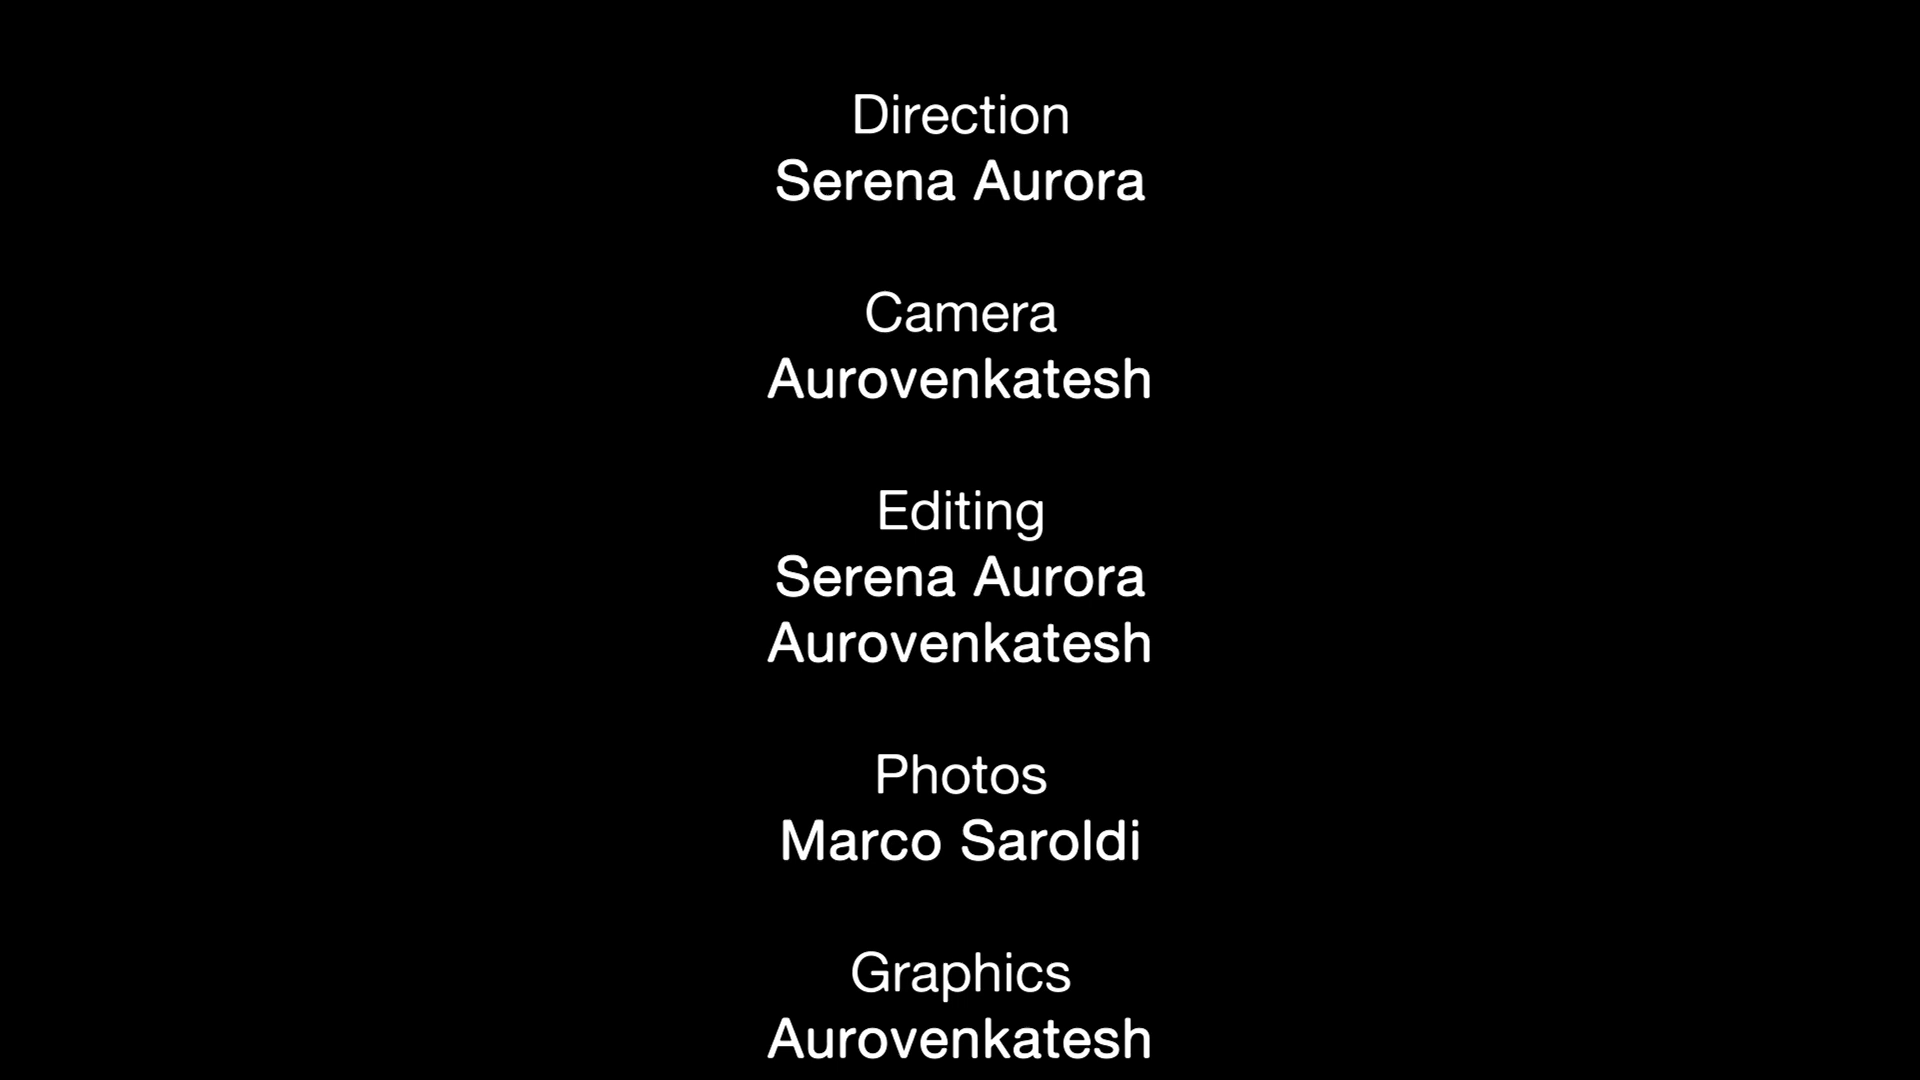 Direction
Serena Aurora
Camera
Aurovenkatesh
Editing
Serena Aurora
Aurovenkatesh
Photos
Marco Saroldi
Graphics
Aurovenkatesh